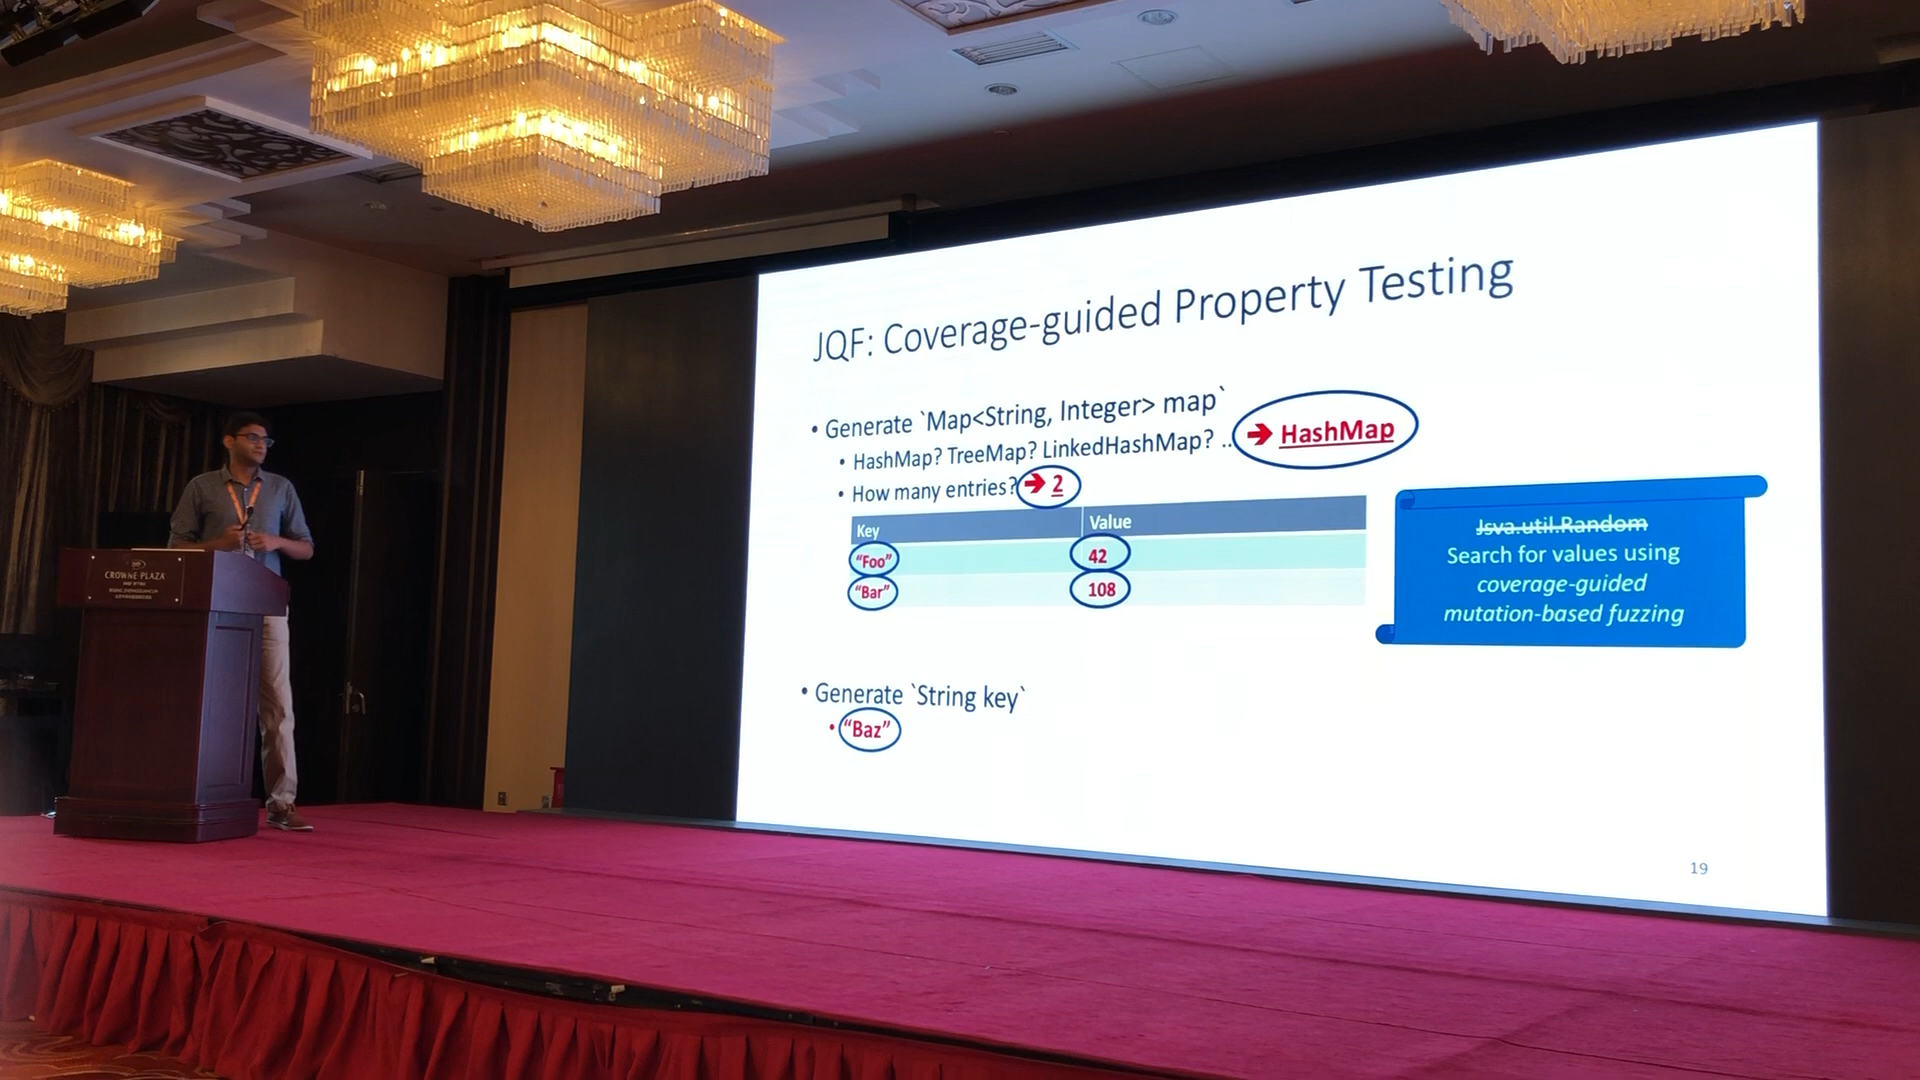 JQF: Coverage-guided Property Testing
• Generate `Map<String, Integer> map`
• HashMap? TreeMap? LinkedHashMap? .. ➔ HashMap
• How many entries? ➔ 2
Key Value
“Foo” 42
“Bar” 108
Jsva.util.Random
Search for values using
coverage-guided
mutation-based fuzzing
• Generate `String key`
• “Baz”
19
CROWNE PLAZA